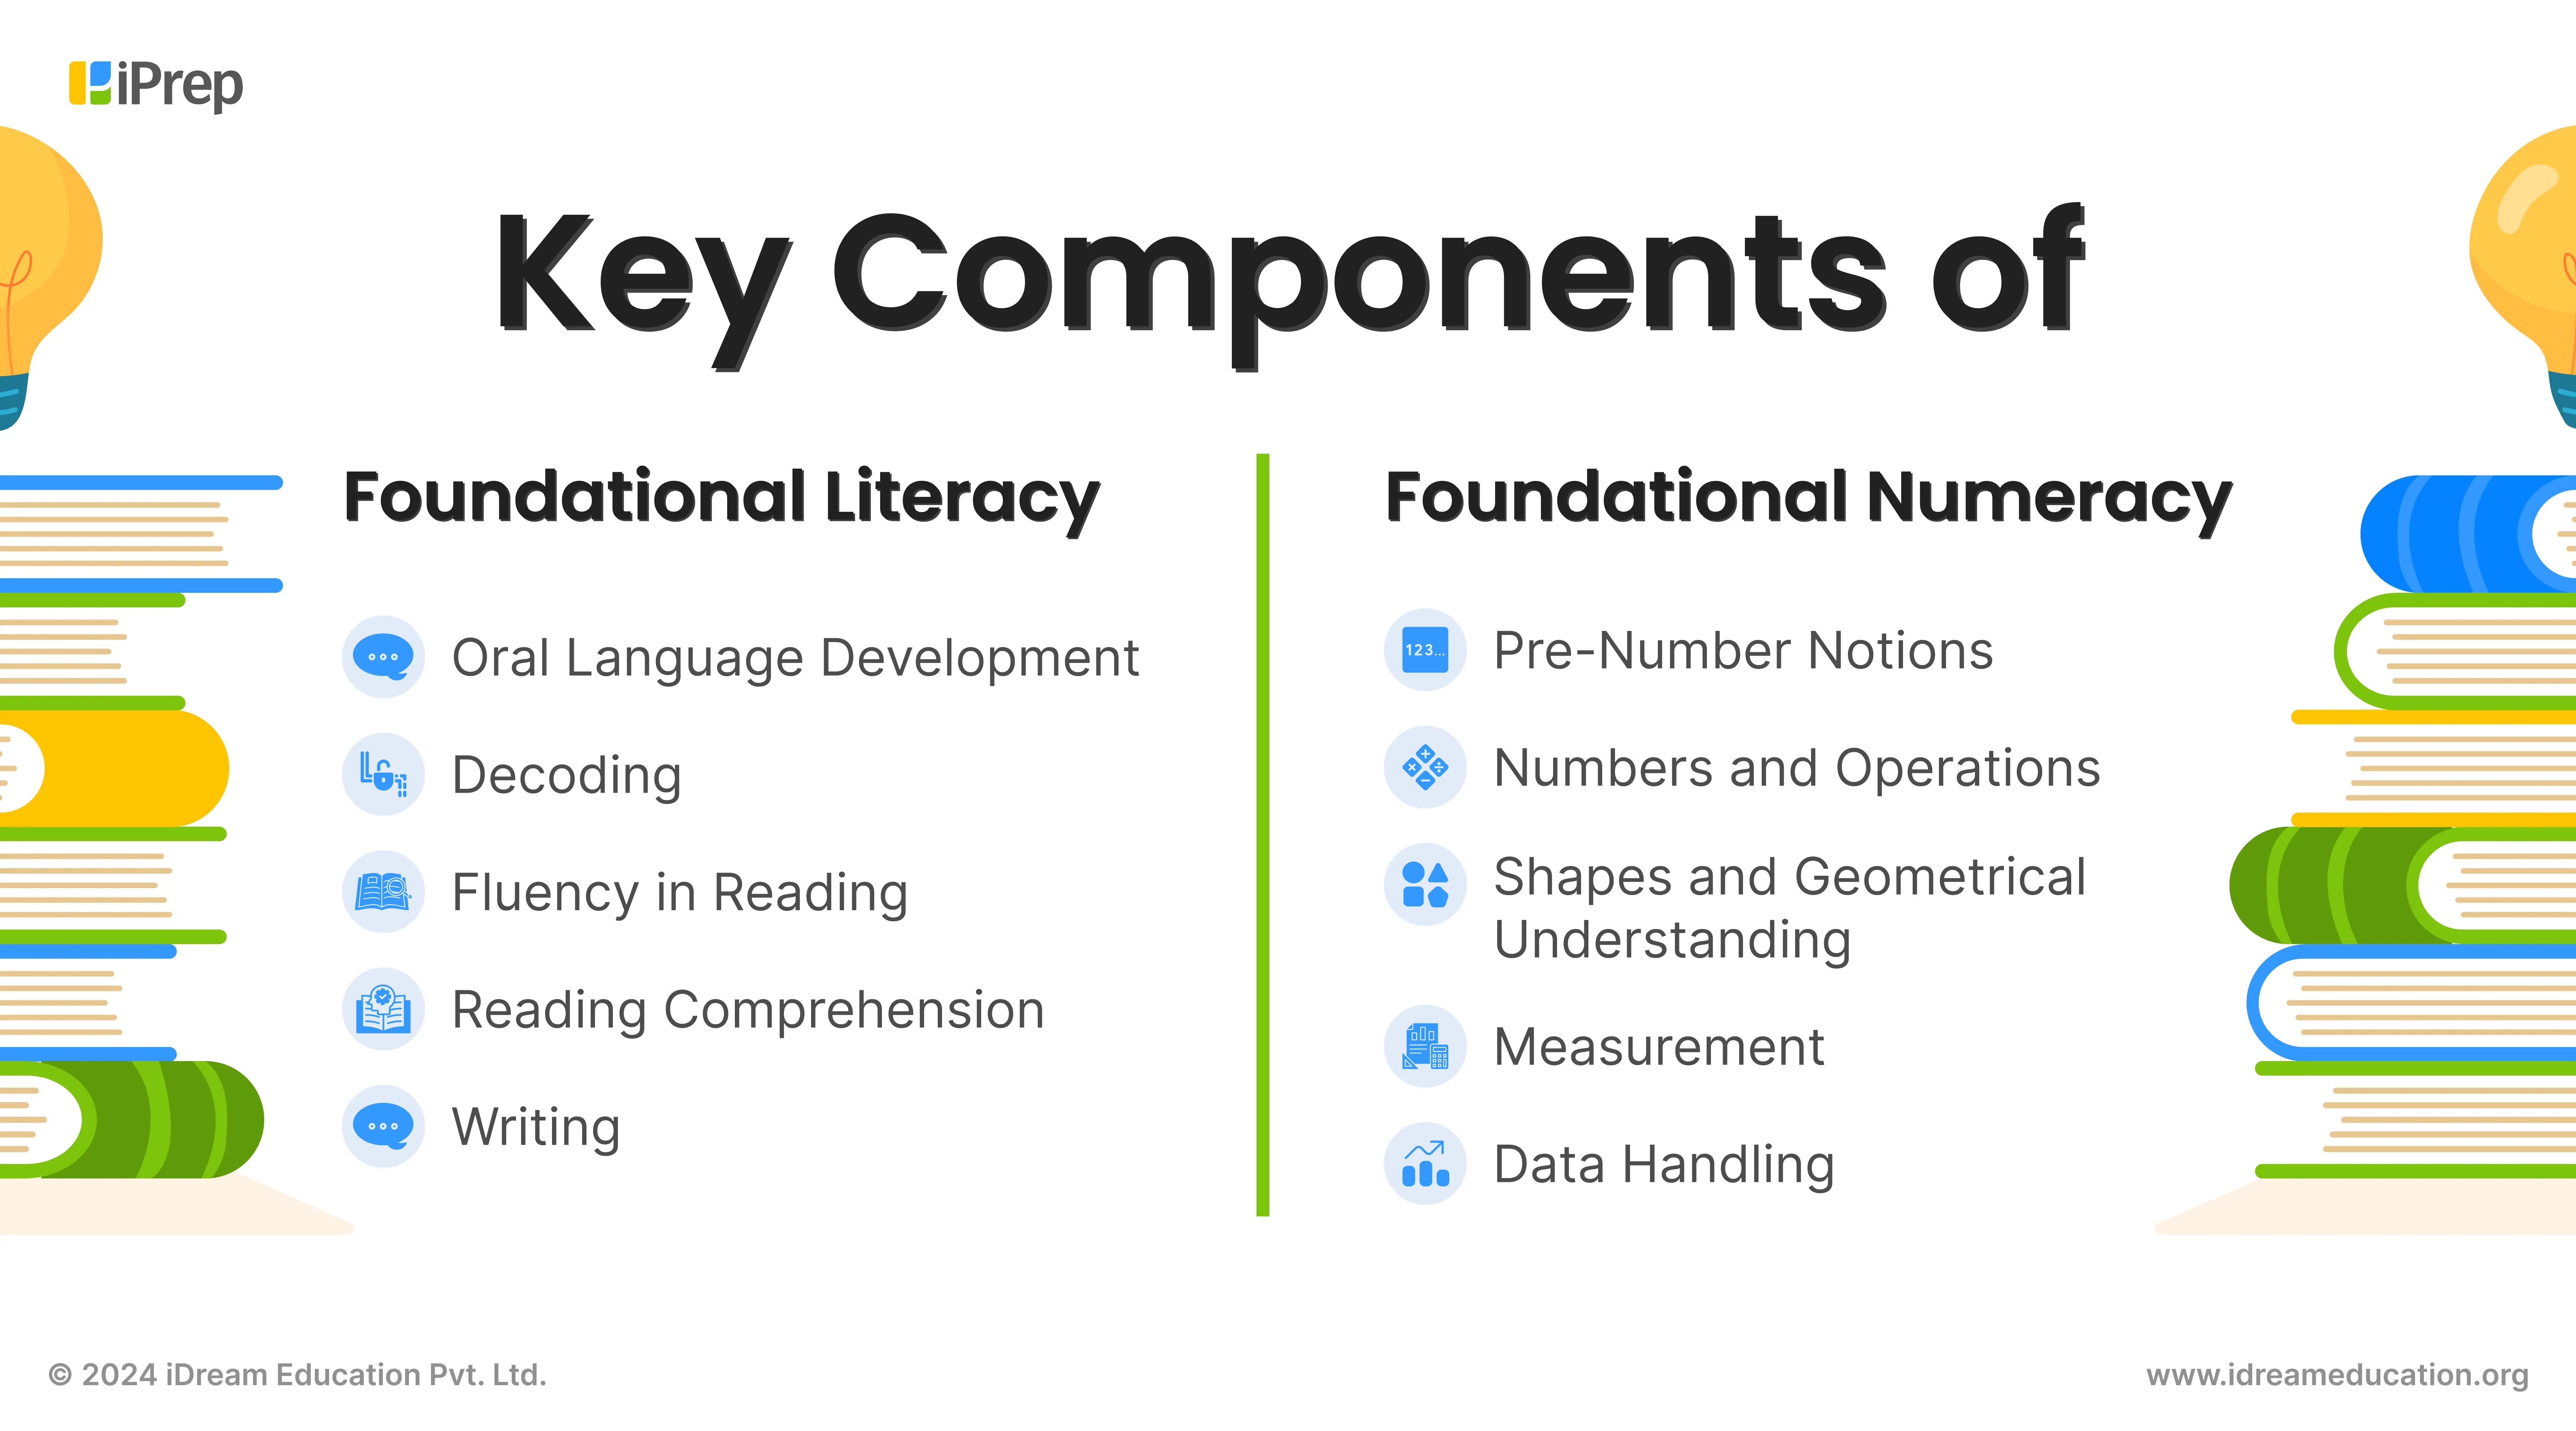 iPrep
Key Components of
Foundational Literacy
Oral Language Development
Decoding
Fluency in Reading
Reading Comprehension
Writing
Foundational Numeracy
123...
Pre-Number Notions
Numbers and Operations
Shapes and Geometrical
Understanding
Measurement
Data Handling
© 2024 iDream Education Pvt. Ltd.
www.idreameducation.org